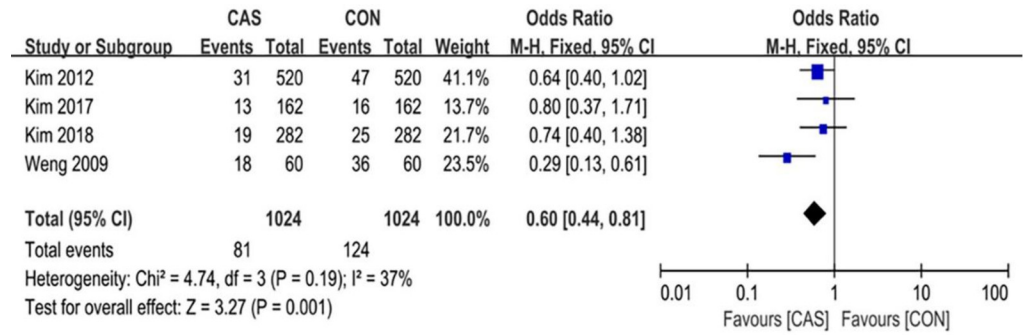 CAS CON Odds Ratio Odds Ratio
Study or Subgroup Events Total Events Total Weight M-H, Fixed, 95% CI M-H, Fixed, 95% CI
Kim 2012 31 520 47 520 41.1% 0.64 [0.40, 1.02]
Kim 2017 13 162 16 162 13.7% 0.80 [0.37, 1.71]
Kim 2018 19 282 25 282 21.7% 0.74 [0.40, 1.38]
Weng 2009 18 60 36 60 23.5% 0.29 [0.13, 0.61]
Total (95% CI) 1024 1024 100.0% 0.60 [0.44, 0.81]
Total events 81 124
Heterogeneity: Chi² = 4.74, df = 3 (P = 0.19); I² = 37%
Test for overall effect: Z = 3.27 (P = 0.001)
0.01 0.1 1 10 100
Favours [CAS] Favours [CON]